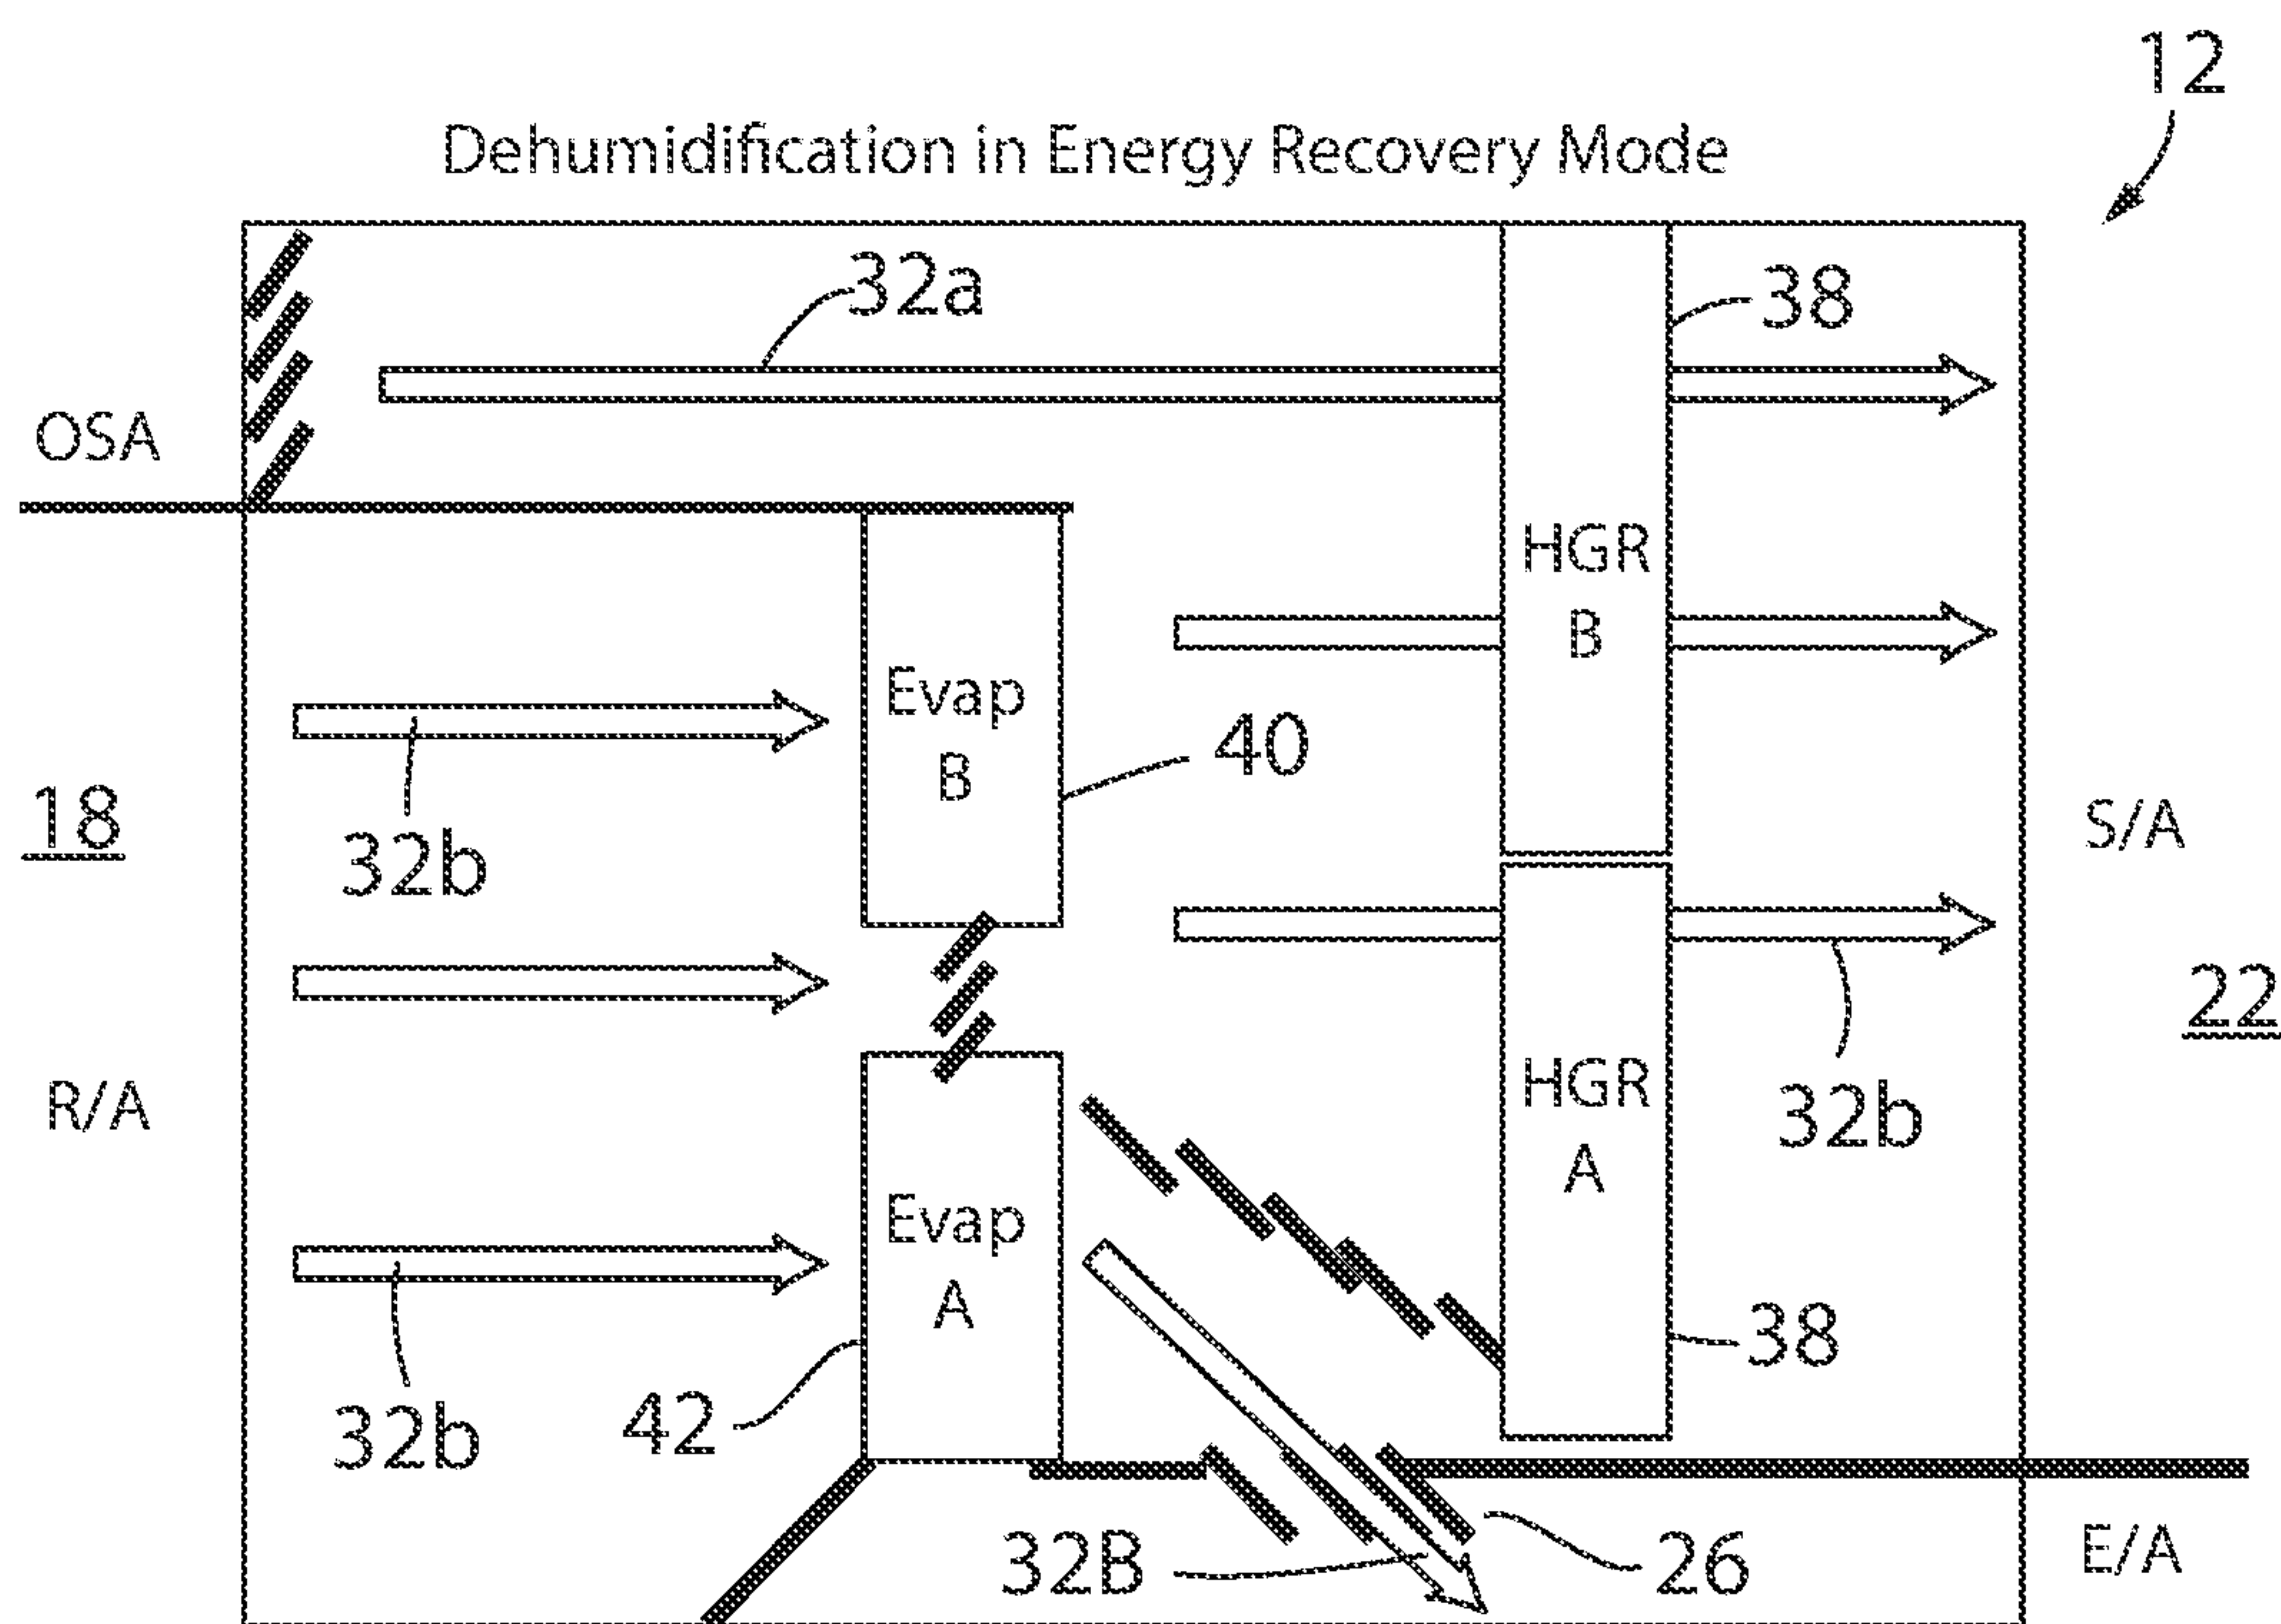 12
Dehumidification in Energy Recovery Mode
32a
38
OSA
HGR
B
Evap
B
40
18
32b
S/A
22
R/A
HGR
A
32b
Evap
A
38
42
32b
32B
26
E/A